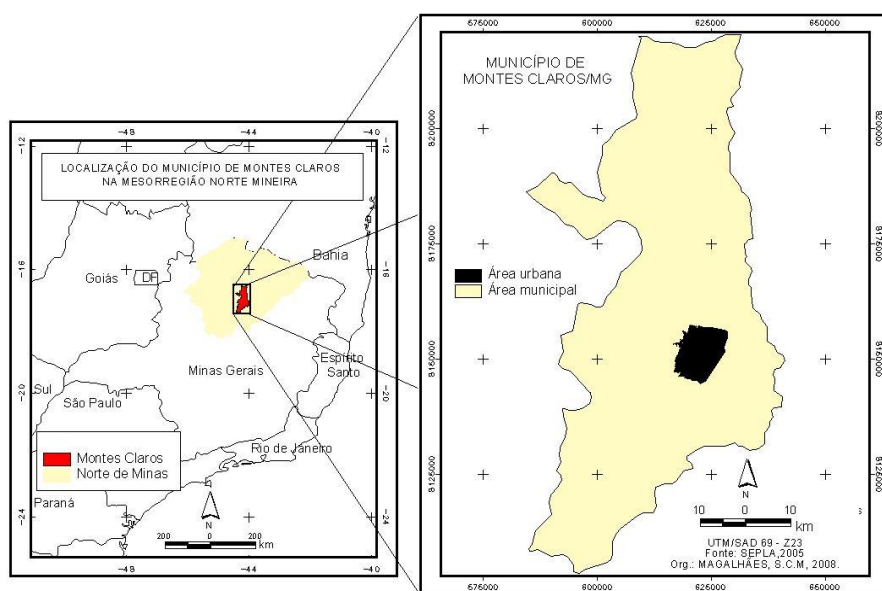 -48
-44
-40
-12
LOCALIZAÇÃO DO MUNICÍPIO DE MONTES CLAROS
NA MESORREGIÃO NORTE MINEIRA
Bahia
-16
-16
Goiás
DF
Minas Gerais
Espírito
Santo
-20
-20
Sul
São Paulo
Rio de Janeiro
Montes Claros
Norte de Minas
Paraná
-24
-24
N
200 0 200
km
-48
-44
-40
675000
600000
625000
650000
MUNICÍPIO DE
MONTES CLAROS/MG
8200000
8200000
8175000
8175000
Área urbana
Área municipal
8150000
8150000
8125000
8125000
N
10 0 10
km
s
UTM/SAD 69 - Z23
Fonte: SEPLA,2005
Org.: MAGALHÃES, S.C.M, 2008.
675000
600000
625000
650000